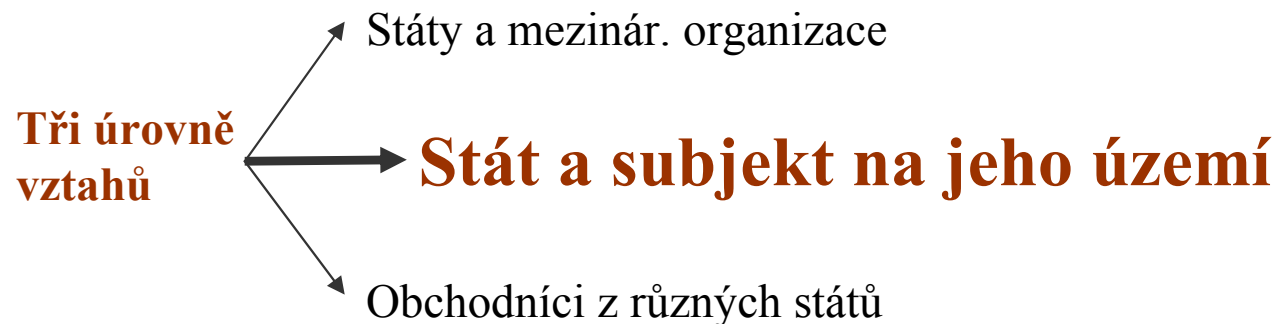 Státy a mezinár. organizace
Tři úrovně
vztahů
Stát a subjekt na jeho území
Obchodníci z různých států